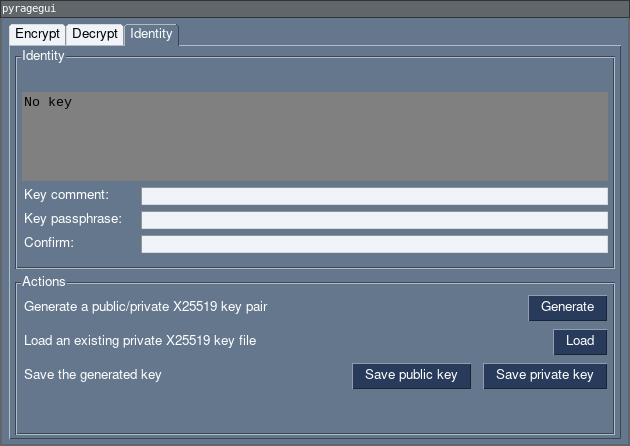 pyragegui
Encrypt Decrypt Identity
Identity
No key
Key comment:
Key passphrase:
Confirm:
Actions
Generate a public/private X25519 key pair Generate
Load an existing private X25519 key file Load
Save the generated key Save public key Save private key